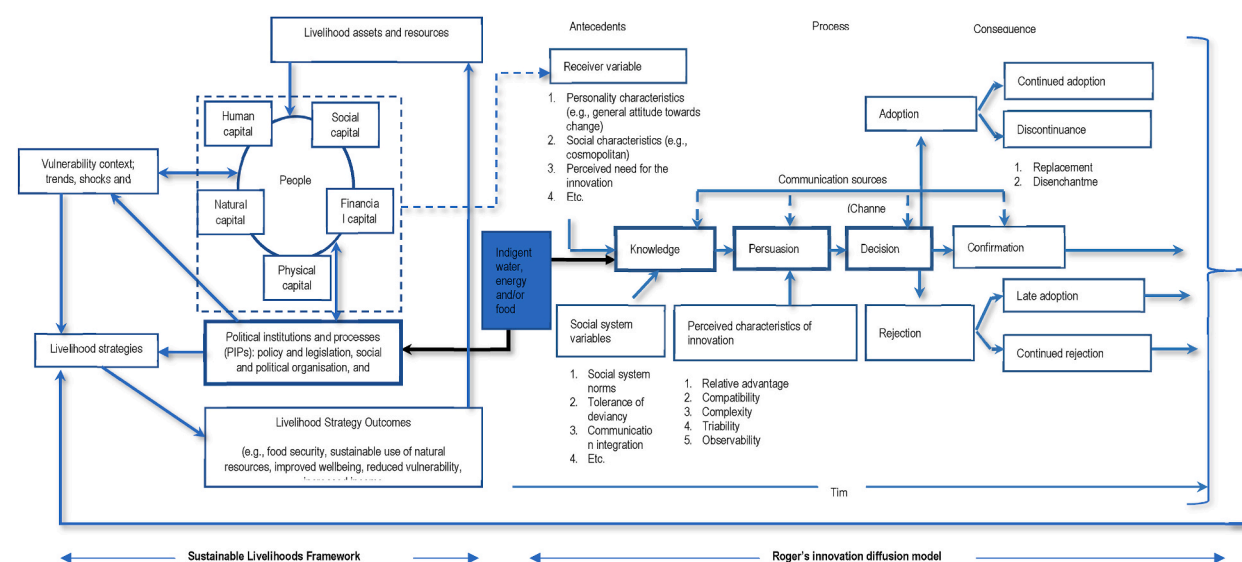 Antecedents
Process
Consequence
Livelihood assets and resources
Human
capital
Social
capital
People
Natural
capital
Financia
l capital
Physical
capital
Vulnerability context;
trends, shocks and
Livelihood strategies
Political institutions and processes
(PIPs): policy and legislation, social
and political organisation, and
Livelihood Strategy Outcomes
(e.g., food security, sustainable use of natural
resources, improved wellbeing, reduced vulnerability,
Indigent
water,
energy
and/or
food
Receiver variable
1. Personality characteristics
(e.g., general attitude towards
change)
2. Social characteristics (e.g.,
cosmopolitan)
3. Perceived need for the
innovation
4. Etc.
Knowledge
Persuasion
Decision
Confirmation
Communication sources
(Channe
Adoption
Continued adoption
Discontinuance
1. Replacement
2. Disenchantme
Rejection
Late adoption
Continued rejection
Social system
variables
1. Social system
norms
2. Tolerance of
deviancy
3. Communicatio
n integration
4. Etc.
Perceived characteristics of
innovation
1. Relative advantage
2. Compatibility
3. Complexity
4. Triability
5. Observability
Tim
Sustainable Livelihoods Framework
Roger's innovation diffusion model